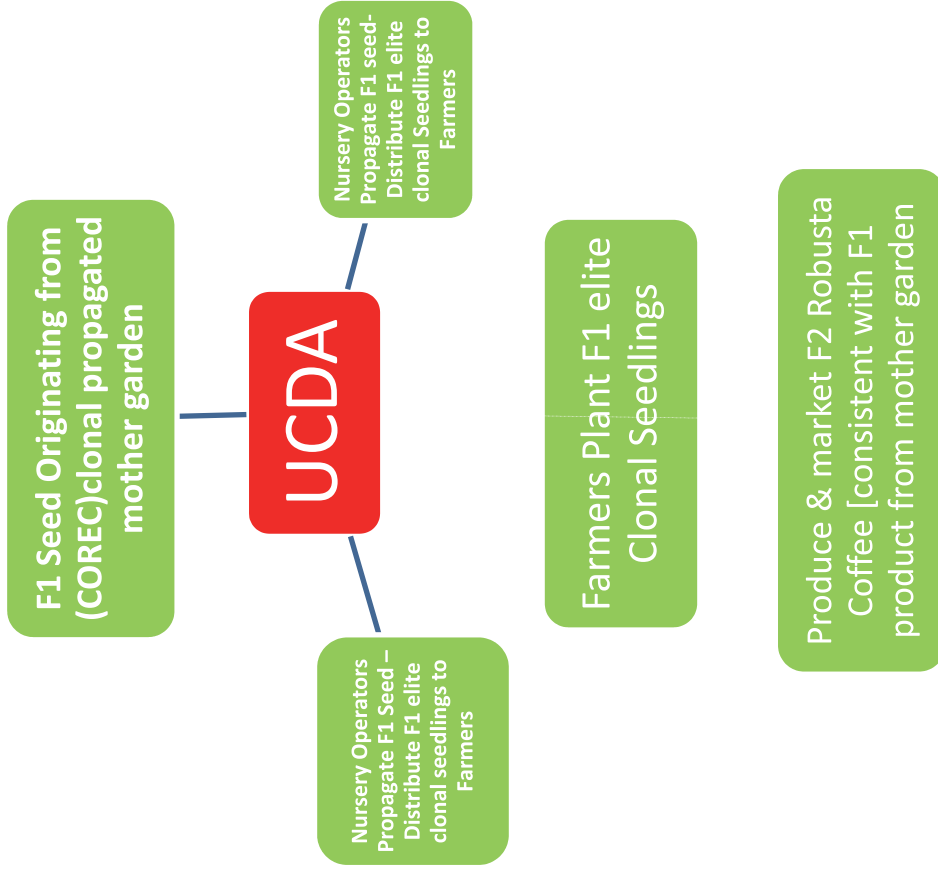 F1 Seed Originating from
(COREC)clonal propagated
mother garden
UCDA
Nursery Operators
Propagate F1 Seed –
Distribute F1 elite
clonal seedlings to
Farmers
Nursery Operators
Propagate F1 seed-
Distribute F1 elite
clonal Seedlings to
Farmers
Farmers Plant F1 elite
Clonal Seedlings
Produce & market F2 Robusta
Coffee [consistent with F1
product from mother garden